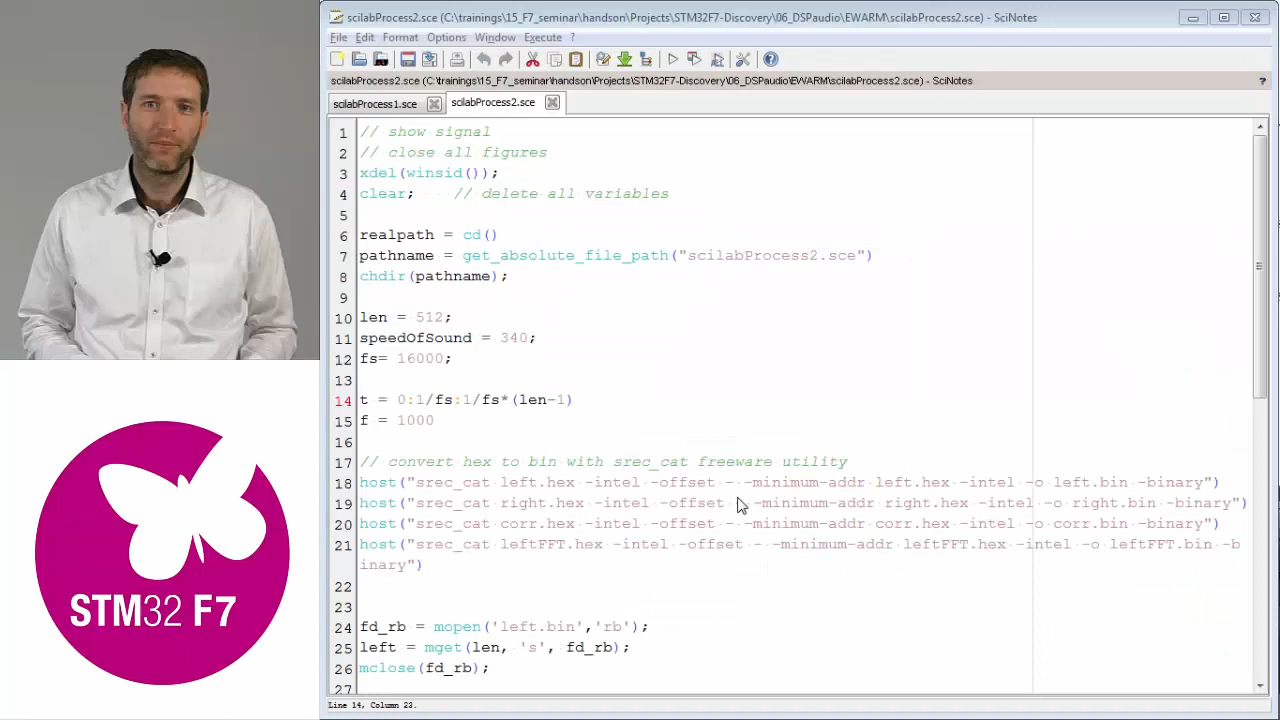 scilabProcess2.sce (C:\trainings\15_F7_seminar\handson\Projects\STM32F7-Discovery\06_DSPaudio\EWARM\scilabProcess2.sce) - SciNotes
File Edit Format Options Window Execute ?
scilabProcess2.sce (C:\trainings\15_F7_seminar\handson\Projects\STM32F7-Discovery\06_DSPaudio\EWARM\scilabProcess2.sce) - SciNotes ?
scilabProcess1.sce scilabProcess2.sce
1 // show signal
2 // close all figures
3 xdel(winsid());
4 clear; // delete all variables
5
6 realpath = cd()
7 pathname = get_absolute_file_path("scilabProcess2.sce")
8 chdir(pathname);
9
10 len = 512;
11 speedOfSound = 340;
12 fs= 16000;
13
14 t = 0:1/fs:1/fs*(len-1)
15 f = 1000
16
17 // convert hex to bin with srec_cat freeware utility
18 host("srec_cat left.hex -intel -offset - -minimum-addr left.hex -intel -o left.bin -binary")
19 host("srec_cat right.hex -intel -offset - -minimum-addr right.hex -intel -o right.bin -binary")
20 host("srec_cat corr.hex -intel -offset - -minimum-addr corr.hex -intel -o corr.bin -binary")
21 host("srec_cat leftFFT.hex -intel -offset - -minimum-addr leftFFT.hex -intel -o leftFFT.bin -b
inary")
22
23
24 fd_rb = mopen('left.bin','rb');
25 left = mget(len, 's', fd_rb);
26 mclose(fd_rb);
27
Line 14, Column 23.
STM32 F7